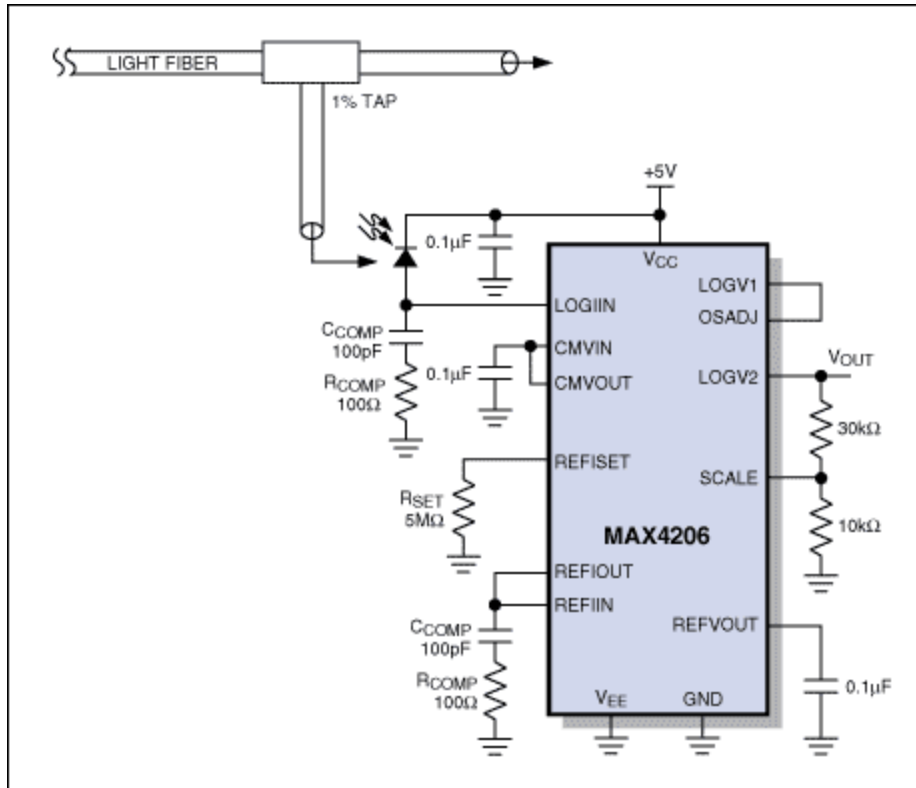 LIGHT FIBER
1% TAP
+5V
0.1µF
VCC
LOGV1
OSADJ
LOGIIN
CCOMP
100pF
RCOMP
100Ω
0.1µF
CMVIN
CMVOUT
VOUT
LOGV2
30kΩ
REFISET
SCALE
RSET
5MΩ
10kΩ
MAX4206
REFIOUT
REFIIN
CCOMP
100pF
RCOMP
100Ω
REFVOUT
0.1µF
VEE
GND